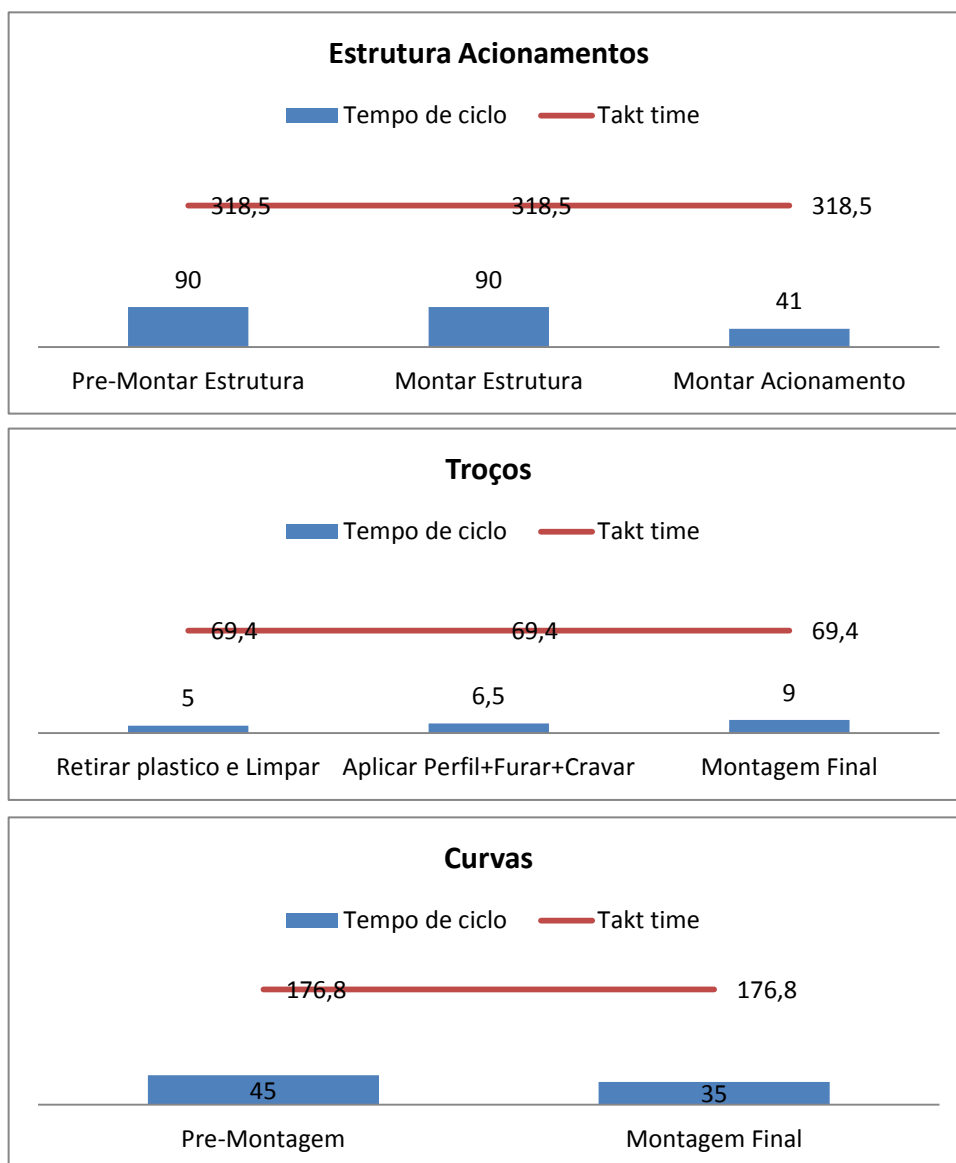 Estrutura Acionamentos
Tempo de ciclo Takt time
318,5 318,5 318,5
90 90 41
Pre-Montar Estrutura Montar Estrutura Montar Acionamento
Troços
Tempo de ciclo Takt time
69,4 69,4 69,4
5 6,5 9
Retirar plastico e Limpar Aplicar Perfil+Furar+Cravar Montagem Final
Curvas
Tempo de ciclo Takt time
176,8 176,8
45 35
Pre-Montagem Montagem Final